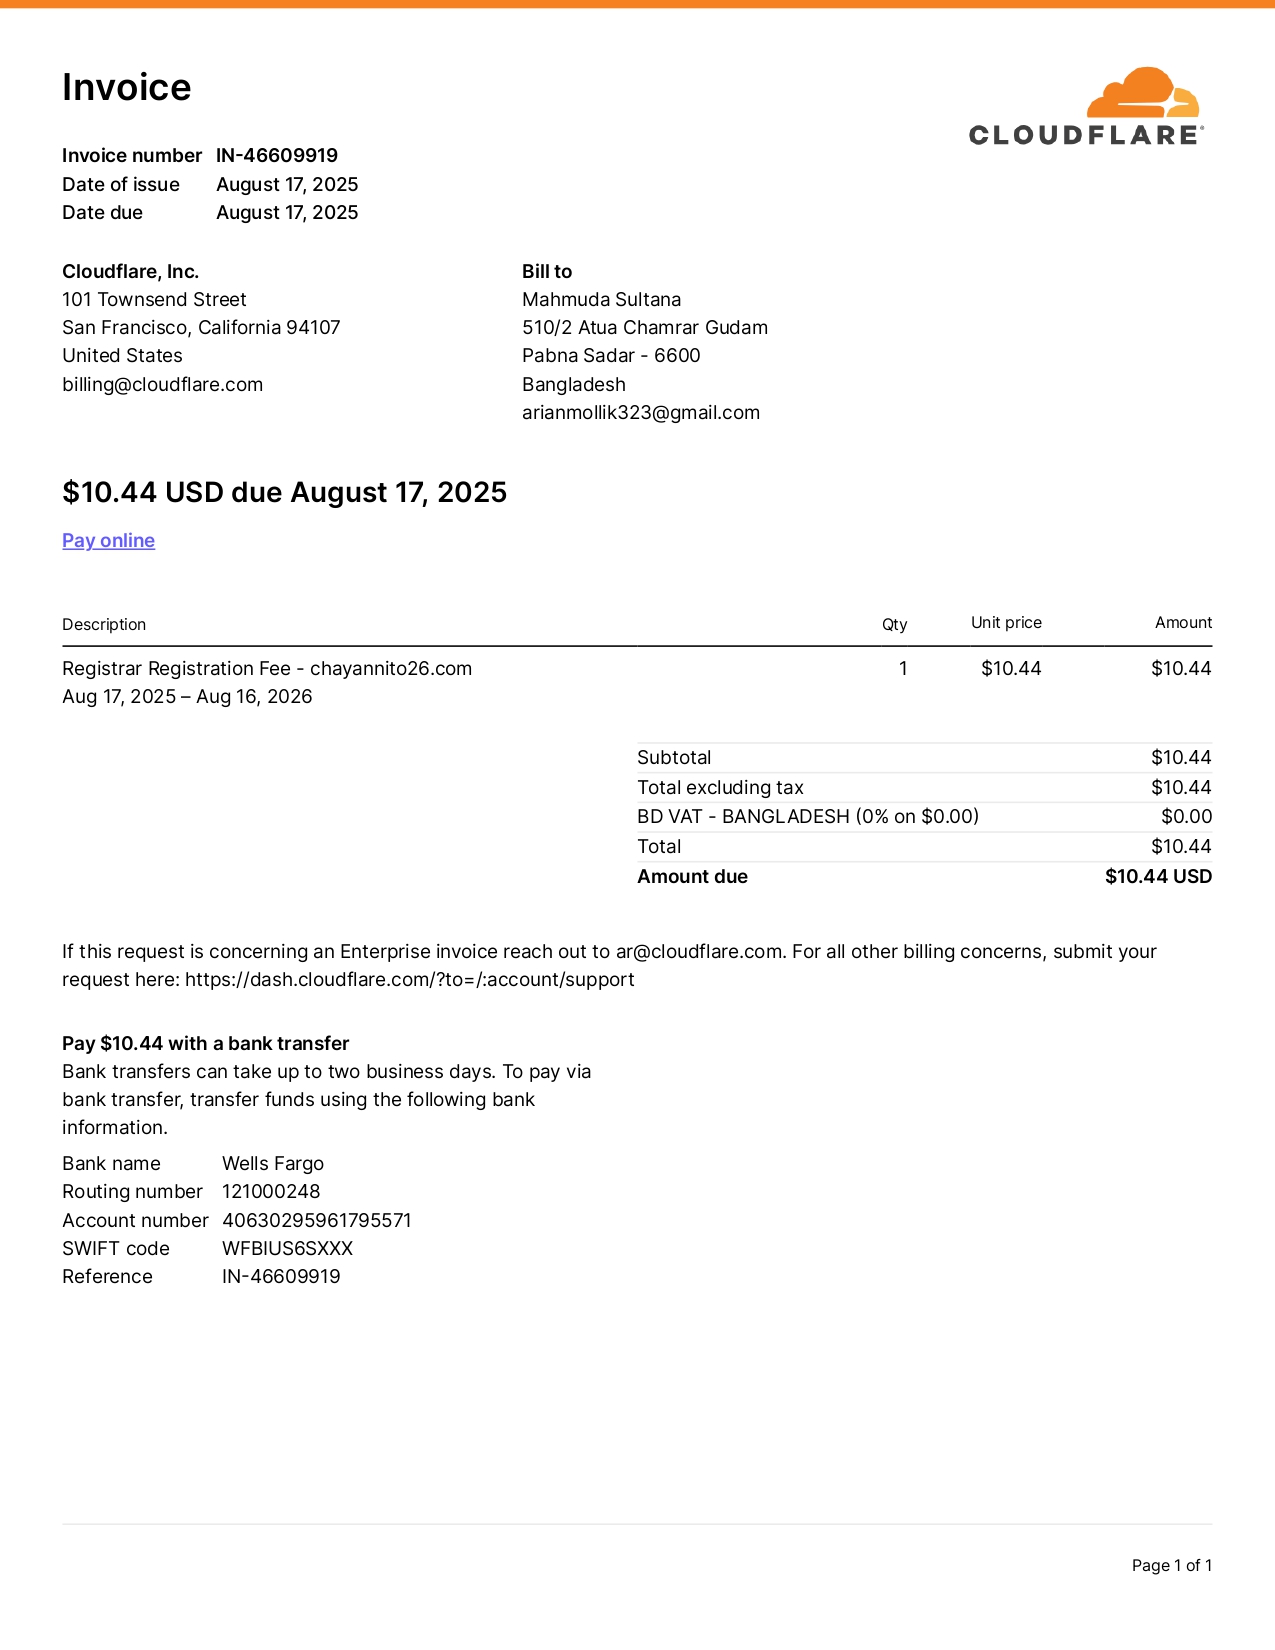 Invoice
CLOUDFLARE
Invoice number IN-46609919
Date of issue August 17, 2025
Date due August 17, 2025
Cloudflare, Inc.
101 Townsend Street
San Francisco, California 94107
United States
billing@cloudflare.com
Bill to
Mahmuda Sultana
510/2 Atua Chamrar Gudam
Pabna Sadar - 6600
Bangladesh
arianmollik323@gmail.com
$10.44 USD due August 17, 2025
Pay online
Description Qty Unit price Amount
Registrar Registration Fee - chayannito26.com 1 $10.44 $10.44
Aug 17, 2025 – Aug 16, 2026
Subtotal $10.44
Total excluding tax $10.44
BD VAT - BANGLADESH (0% on $0.00) $0.00
Total $10.44
Amount due $10.44 USD
If this request is concerning an Enterprise invoice reach out to ar@cloudflare.com. For all other billing concerns, submit your
request here: https://dash.cloudflare.com/?to=/:account/support
Pay $10.44 with a bank transfer
Bank transfers can take up to two business days. To pay via
bank transfer, transfer funds using the following bank
information.
Bank name Wells Fargo
Routing number 121000248
Account number 40630295961795571
SWIFT code WFBIUS6SXXX
Reference IN-46609919
Page 1 of 1